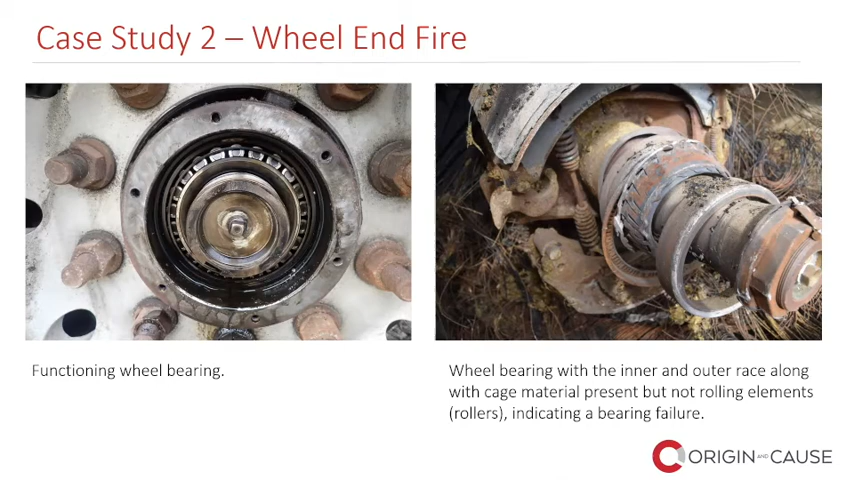 Case Study 2 – Wheel End Fire
Functioning wheel bearing.
Wheel bearing with the inner and outer race along
with cage material present but not rolling elements
(rollers), indicating a bearing failure.
ORIGIN AND CAUSE